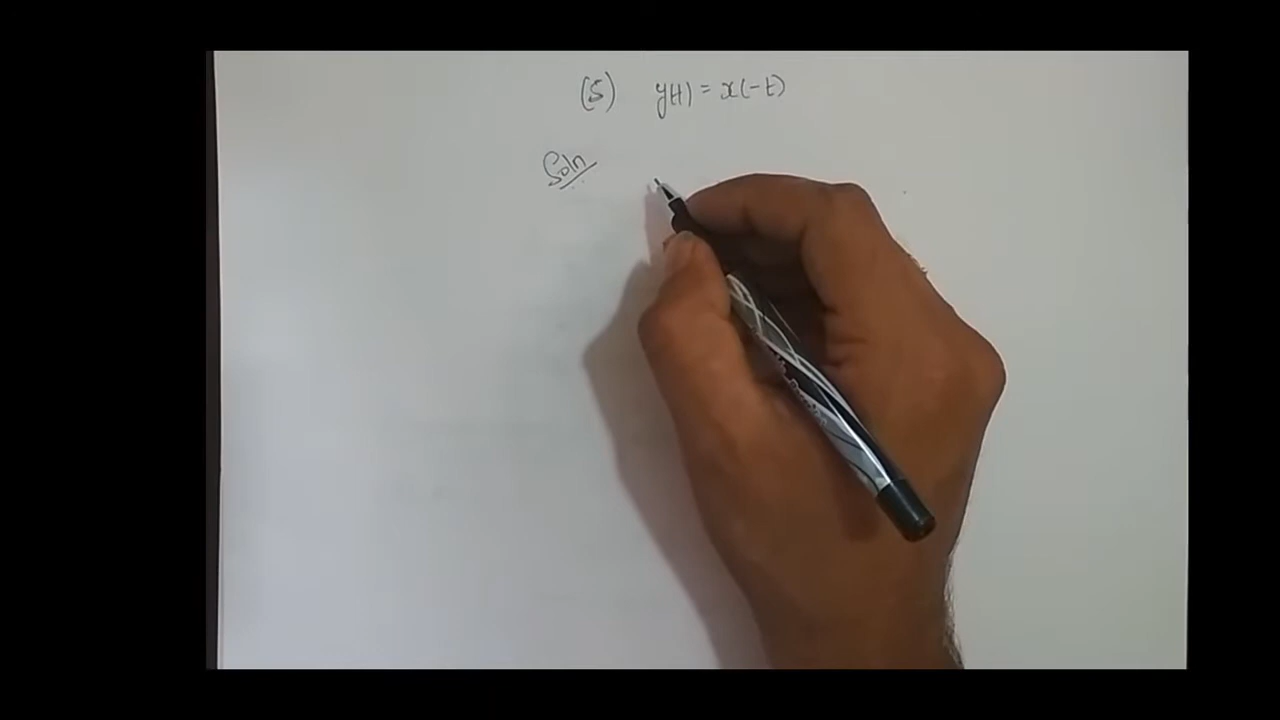 (5) y(t) = x(-t)
Soln